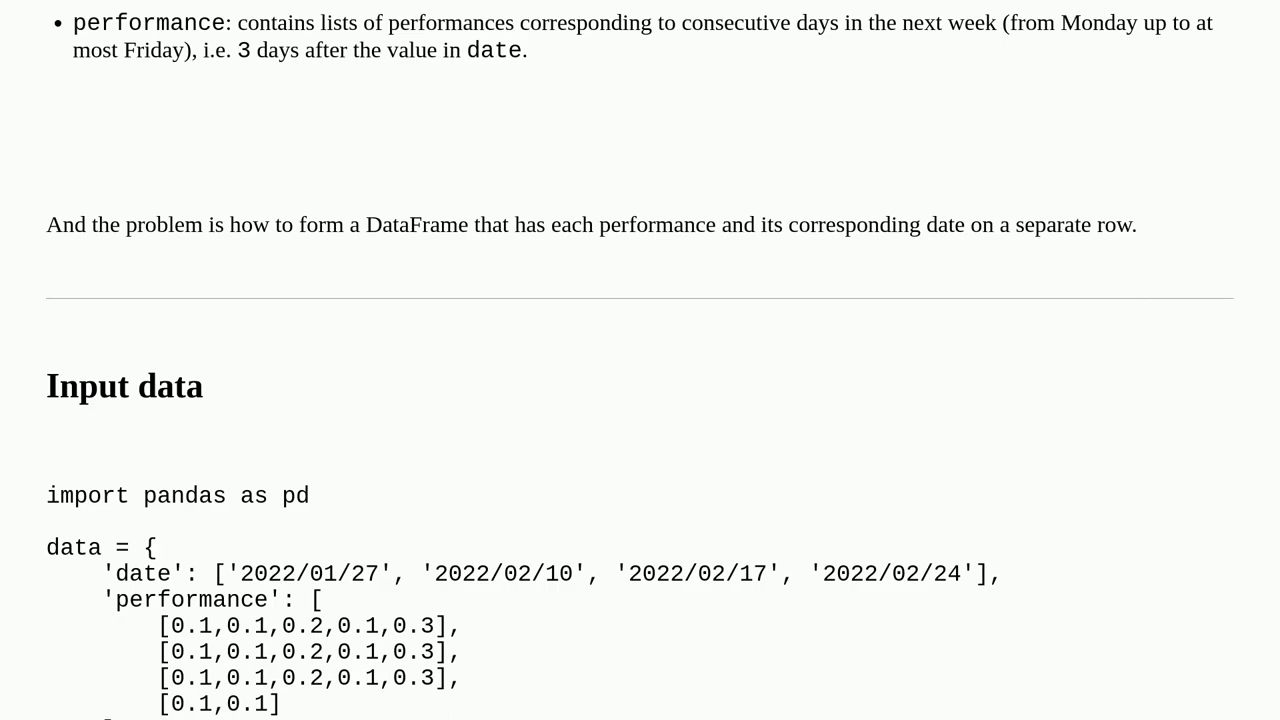 • performance: contains lists of performances corresponding to consecutive days in the next week (from Monday up to at
most Friday), i.e. 3 days after the value in date.
And the problem is how to form a DataFrame that has each performance and its corresponding date on a separate row.
Input data
import pandas as pd
data = {
    'date': ['2022/01/27', '2022/02/10', '2022/02/17', '2022/02/24'],
    'performance': [
        [0.1,0.1,0.2,0.1,0.3],
        [0.1,0.1,0.2,0.1,0.3],
        [0.1,0.1,0.2,0.1,0.3],
        [0.1,0.1]